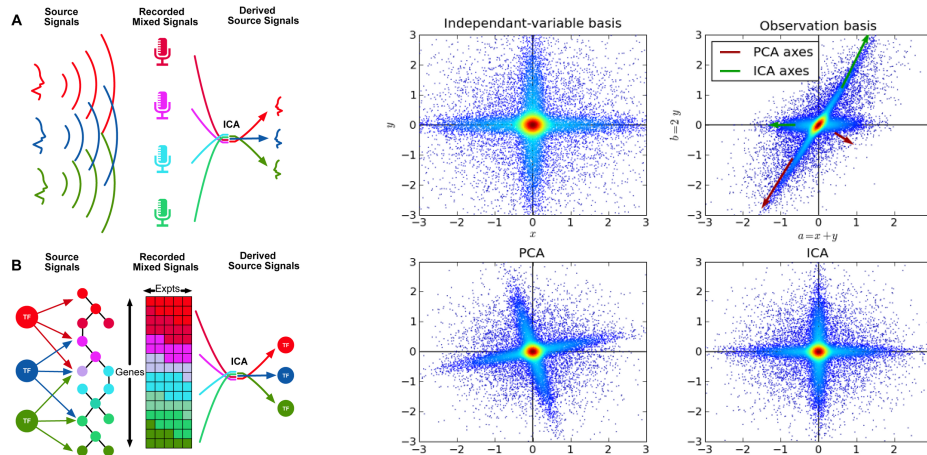 A
Source
Signals
Recorded
Mixed Signals
Derived
Source Signals
ICA
B
Source
Signals
Recorded
Mixed Signals
Derived
Source Signals
Expts
TF
TF
TF
Genes
ICA
TF
TF
TF
Independant-variable basis
3
2
1
0
−1
−2
−3
y
−3 −2 −1 0 1 2 3
x
Observation basis
PCA axes
ICA axes
3
2
1
0
−1
−2
−3
b=2 y
−3 −2 −1 0 1 2 3
a=x+y
PCA
3
2
1
0
−1
−2
−3
−3 −2 −1 0 1 2 3
ICA
3
2
1
0
−1
−2
−3
−3 −2 −1 0 1 2 3